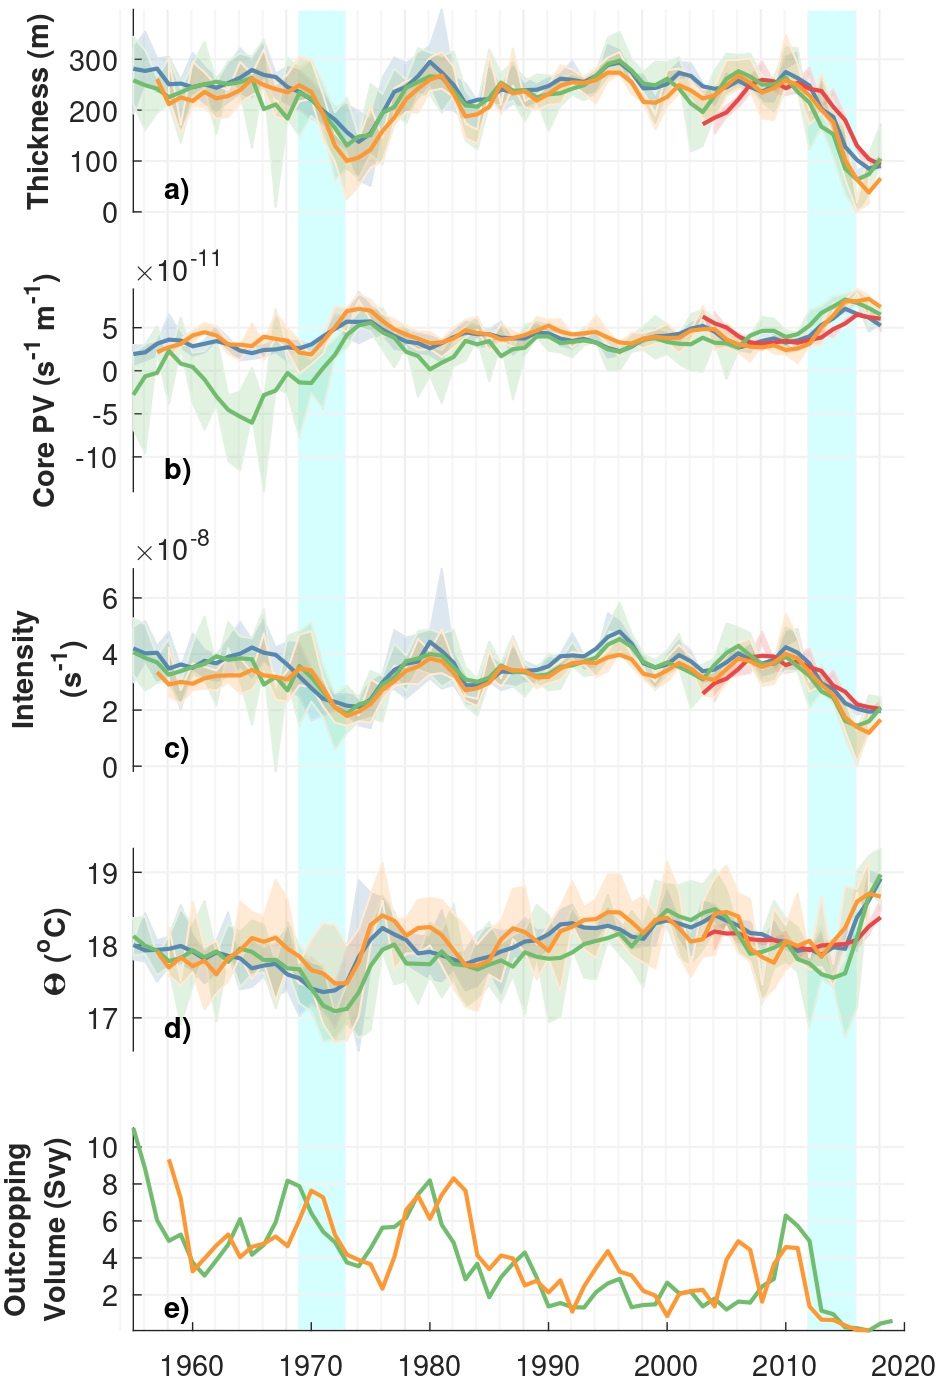 Thickness (m)
300
200
100
0
a)
×10⁻¹¹
Core PV (s⁻¹ m⁻¹)
5
0
-5
-10
b)
×10⁻⁸
Intensity
(s⁻¹)
6
4
2
0
c)
Θ (ºC)
19
18
17
d)
Outcropping
Volume (Svy)
10
8
6
4
2
e)
1960 1970 1980 1990 2000 2010 2020